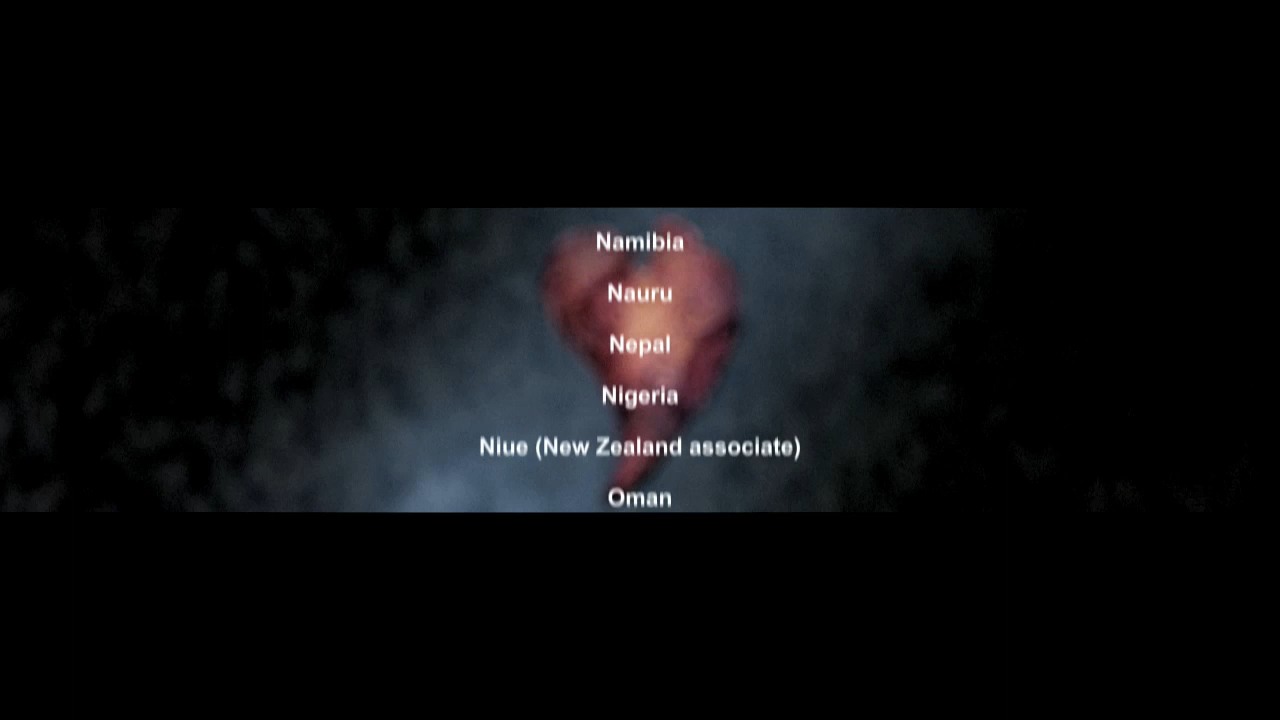 Namibia
Nauru
Nepal
Nigeria
Niue (New Zealand associate)
Oman